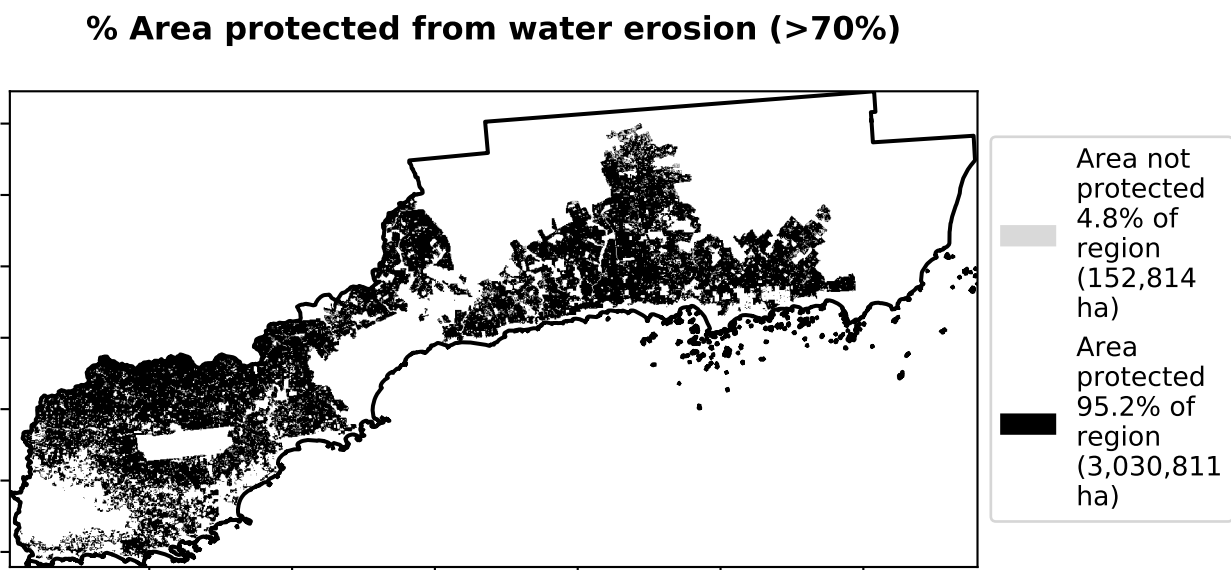 % Area protected from water erosion (>70%)
Area not
protected
4.8% of
region
(152,814
ha)
Area
protected
95.2% of
region
(3,030,811
ha)